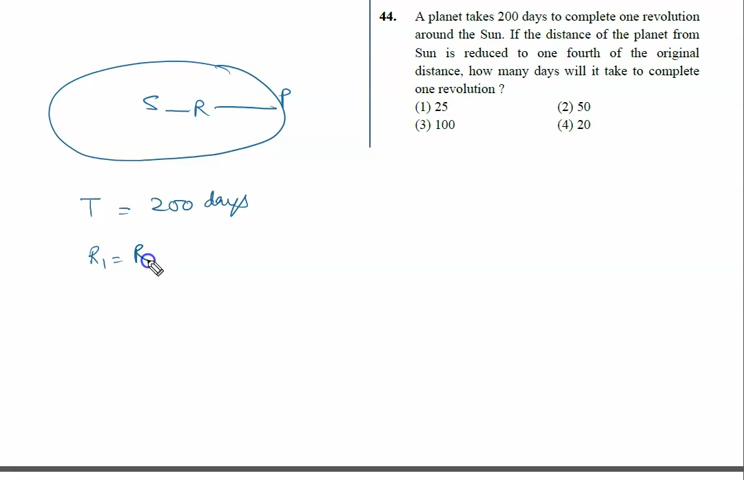 44. A planet takes 200 days to complete one revolution
around the Sun. If the distance of the planet from
Sun is reduced to one fourth of the original
distance, how many days will it take to complete
one revolution ?
(1) 25 (2) 50
(3) 100 (4) 20
S R P
T = 200 days
R₁ = R